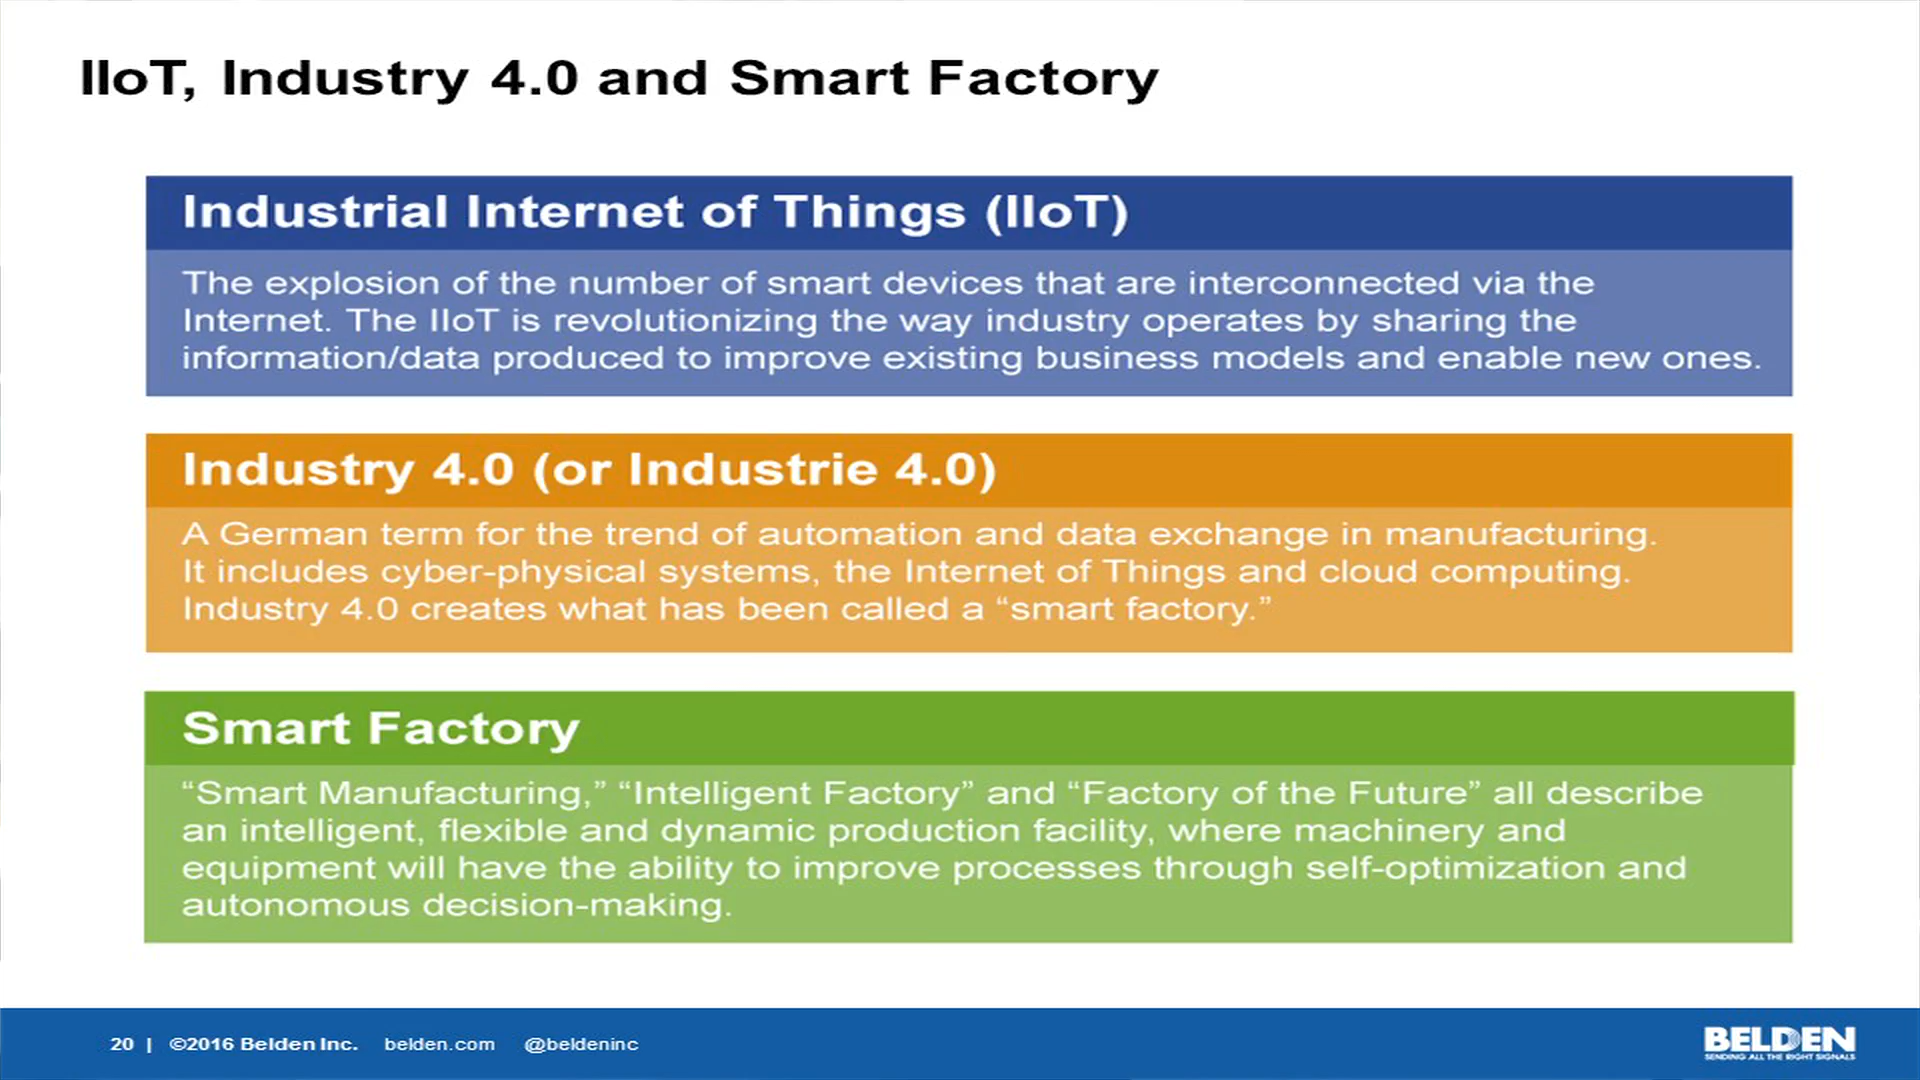 IIoT, Industry 4.0 and Smart Factory
Industrial Internet of Things (IIoT)
The explosion of the number of smart devices that are interconnected via the
Internet. The IIoT is revolutionizing the way industry operates by sharing the
information/data produced to improve existing business models and enable new ones.
Industry 4.0 (or Industrie 4.0)
A German term for the trend of automation and data exchange in manufacturing.
It includes cyber-physical systems, the Internet of Things and cloud computing.
Industry 4.0 creates what has been called a “smart factory.”
Smart Factory
“Smart Manufacturing,” “Intelligent Factory” and “Factory of the Future” all describe
an intelligent, flexible and dynamic production facility, where machinery and
equipment will have the ability to improve processes through self-optimization and
autonomous decision-making.
20 | ©2016 Belden Inc. belden.com @beldeninc
BELDEN
SENDING ALL THE RIGHT SIGNALS